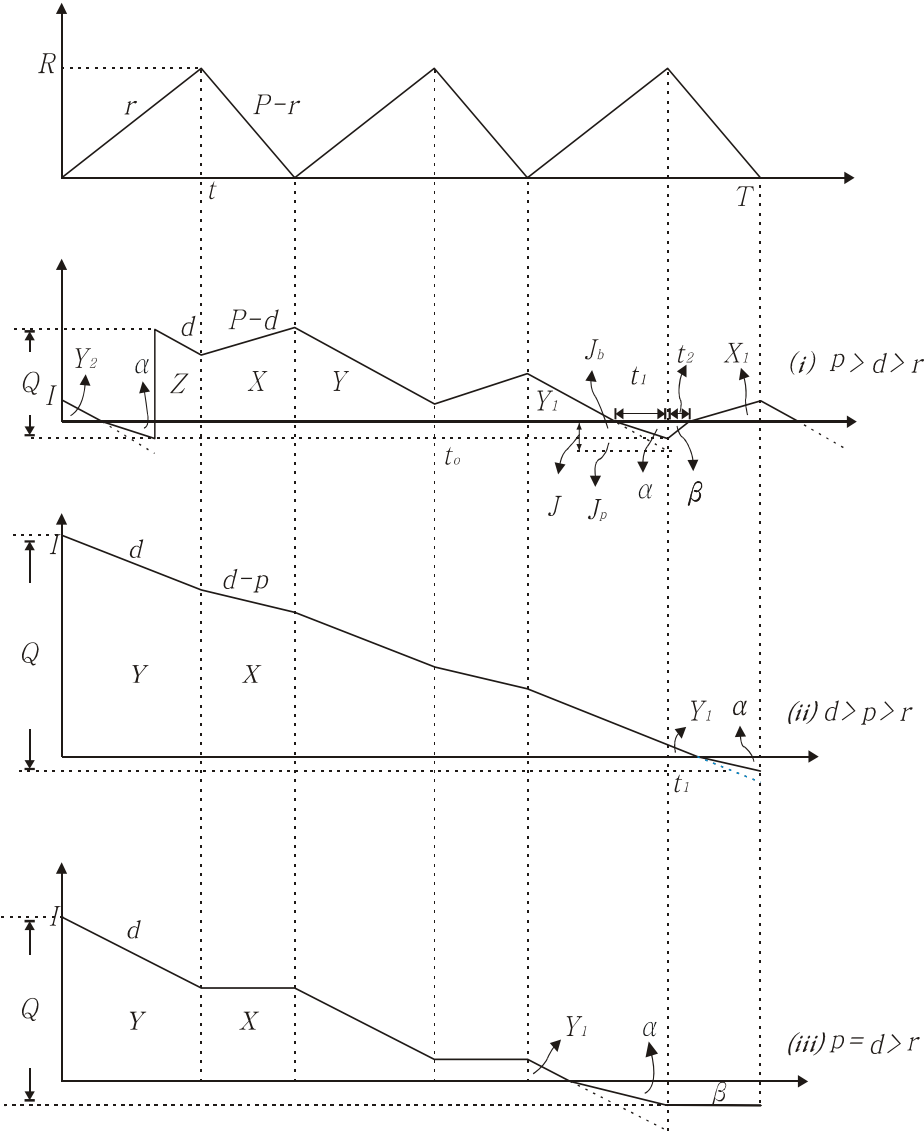 R
r
P-r
t
T
Q
I
Y2
α
d
Z
P-d
X
Y
Y1
Jb
t1
t2
X1
(i) p > d > r
to
J
Jp
α
β
I
d
d-p
Q
Y
X
Y1
α
(ii) d > p > r
t1
I
d
Q
Y
X
Y1
α
β
(iii) p = d > r